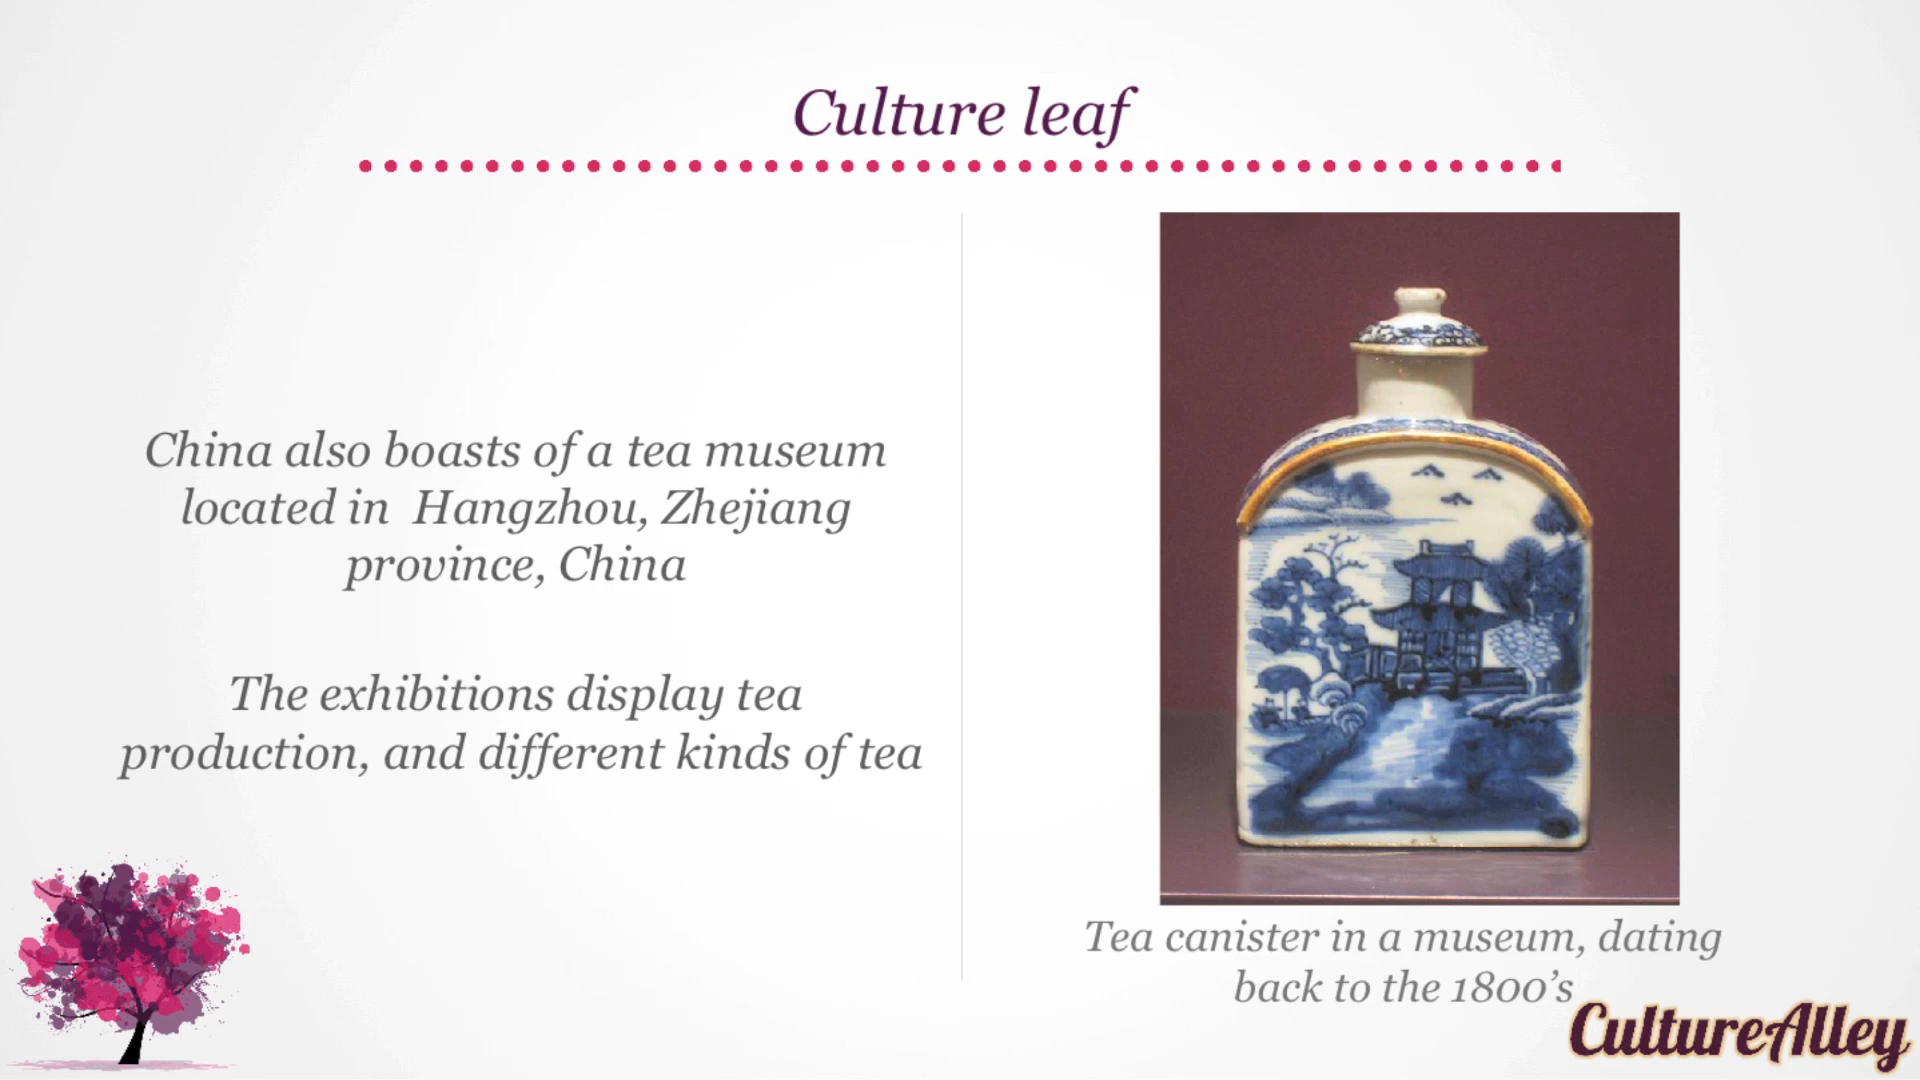 Culture leaf
China also boasts of a tea museum
located in Hangzhou, Zhejiang
province, China
The exhibitions display tea
production, and different kinds of tea
Tea canister in a museum, dating
back to the 1800’s
CultureAlley